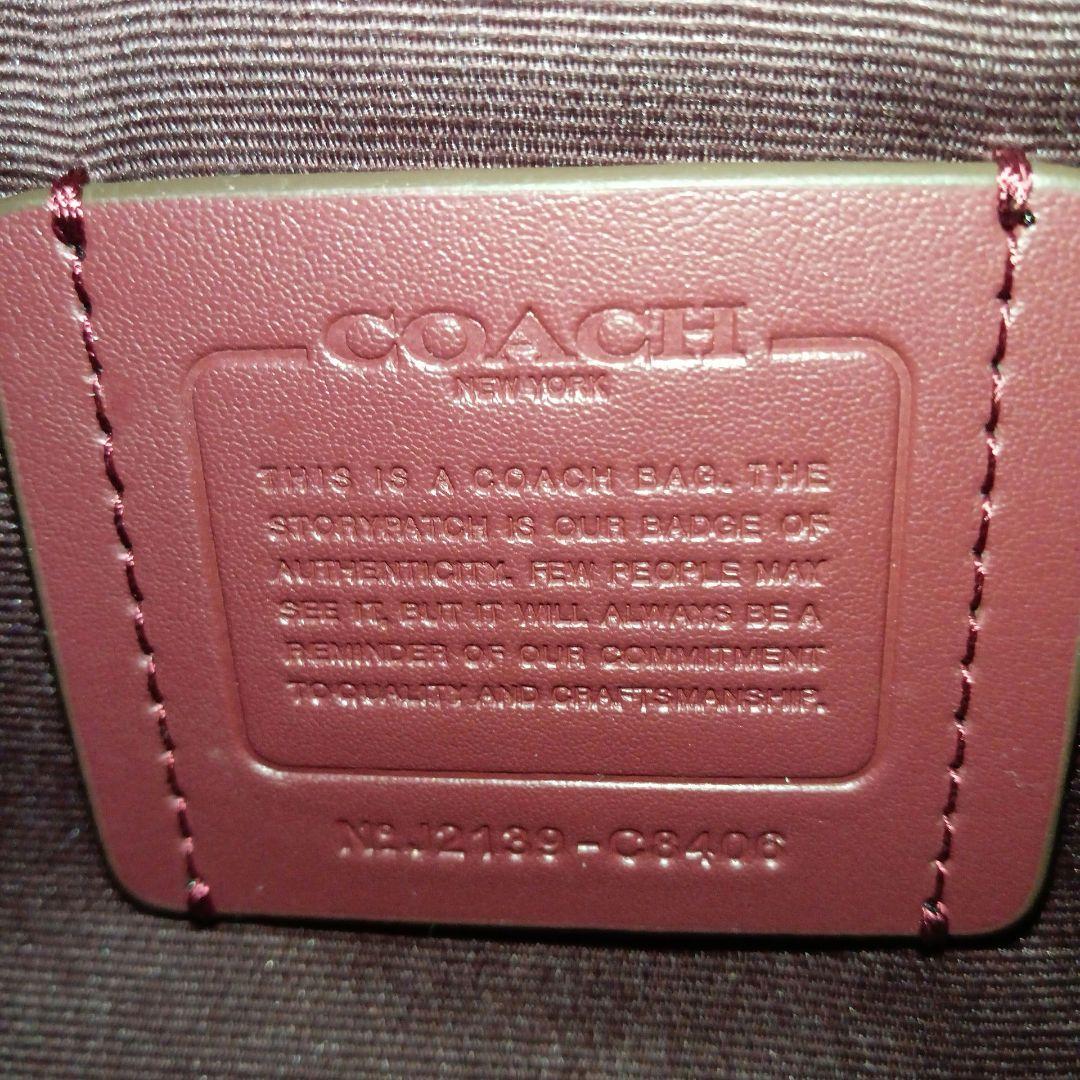 COACH
NEW YORK
THIS IS A COACH BAG. THE
STORYPATCH IS OUR BADGE OF
AUTHENTICITY. FEW PEOPLE MAY
SEE IT, BUT IT WILL ALWAYS BE A
REMINDER OF OUR COMMITMENT
TO QUALITY AND CRAFTSMANSHIP.
Nº J2139-C8406